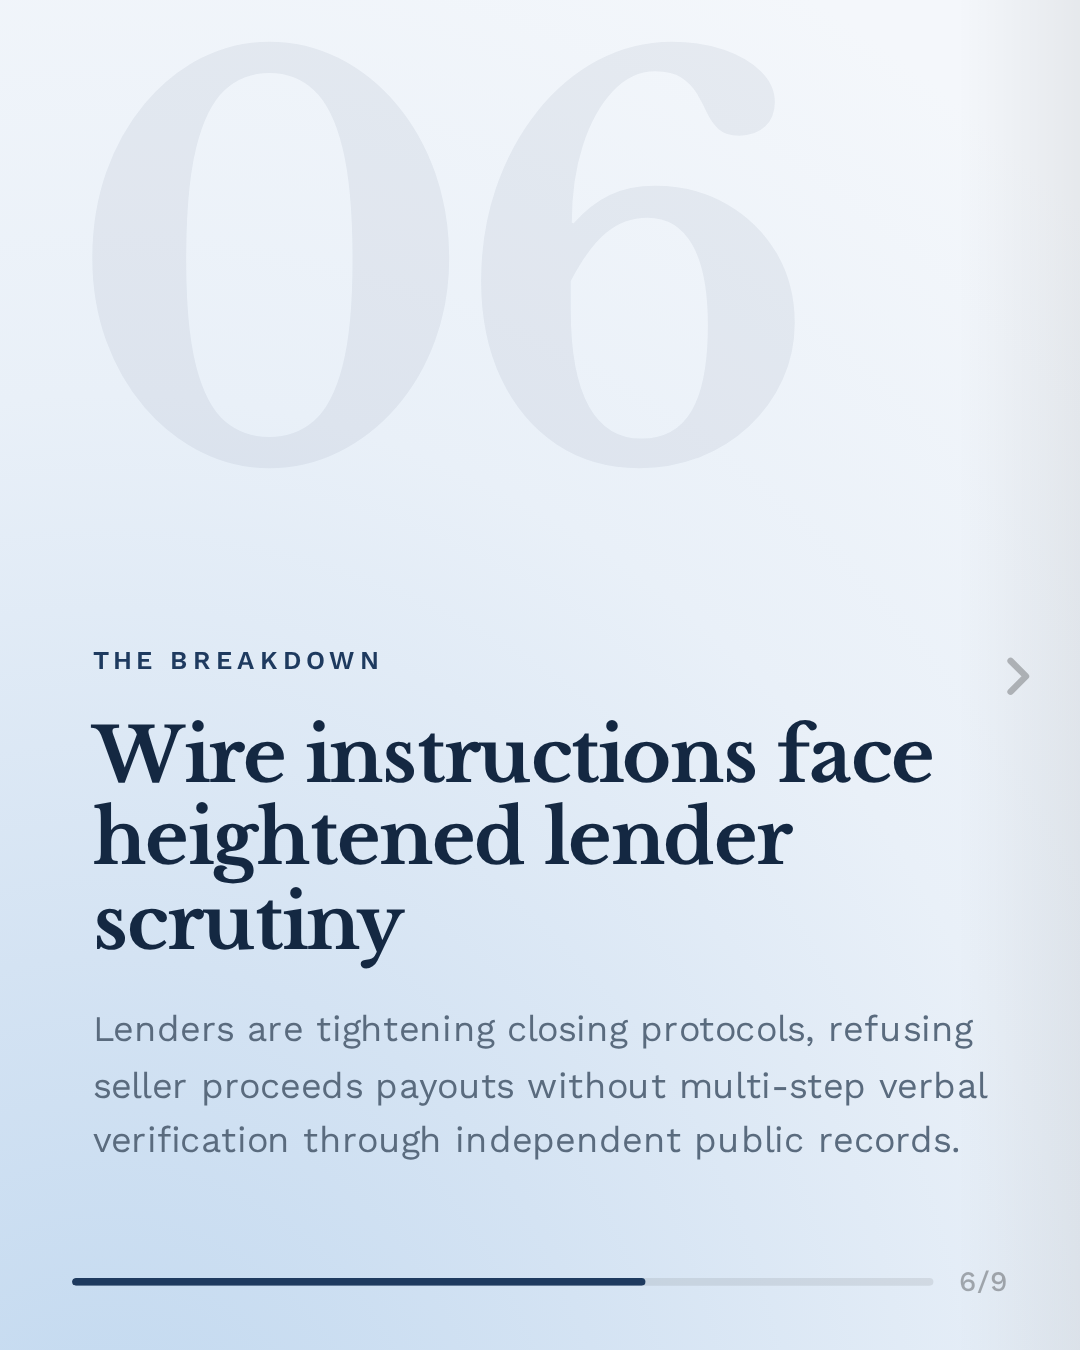 06
THE BREAKDOWN
Wire instructions face
heightened lender
scrutiny
Lenders are tightening closing protocols, refusing
seller proceeds payouts without multi-step verbal
verification through independent public records.
6/9